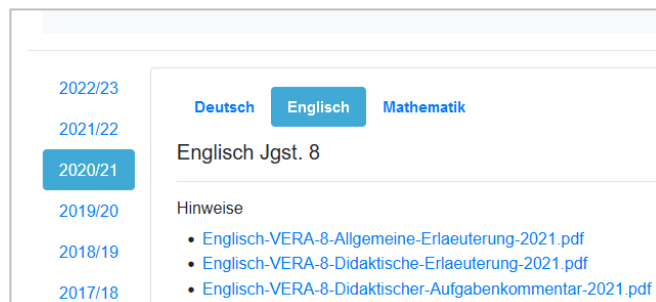 2022/23
2021/22
2020/21
2019/20
2018/19
2017/18
Deutsch Englisch Mathematik
Englisch Jgst. 8
Hinweise
• Englisch-VERA-8-Allgemeine-Erlaeuterung-2021.pdf
• Englisch-VERA-8-Didaktische-Erlaeuterung-2021.pdf
• Englisch-VERA-8-Didaktischer-Aufgabenkommentar-2021.pdf